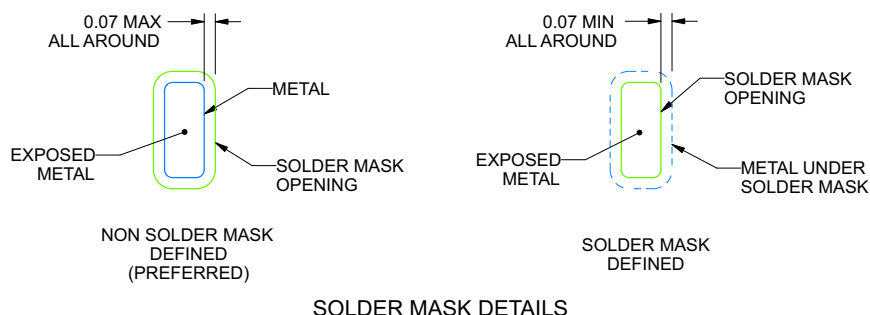 0.07 MAX
ALL AROUND
METAL
EXPOSED
METAL
SOLDER MASK
OPENING
NON SOLDER MASK
DEFINED
(PREFERRED)
0.07 MIN
ALL AROUND
SOLDER MASK
OPENING
EXPOSED
METAL
METAL UNDER
SOLDER MASK
SOLDER MASK
DEFINED
SOLDER MASK DETAILS